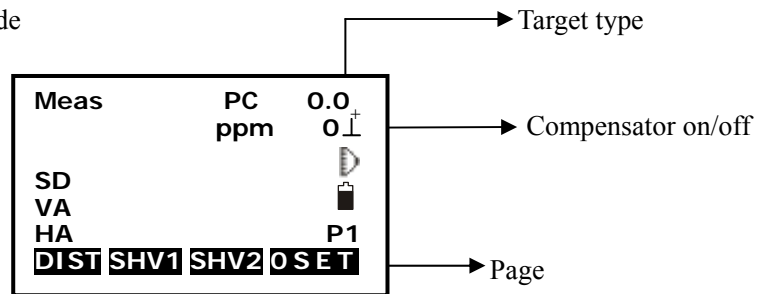 de
Target type
Meas PC 0.0
ppm 0
Compensator on/off
SD
VA
HA P1
DIST SHV1 SHV2 0SET
Page